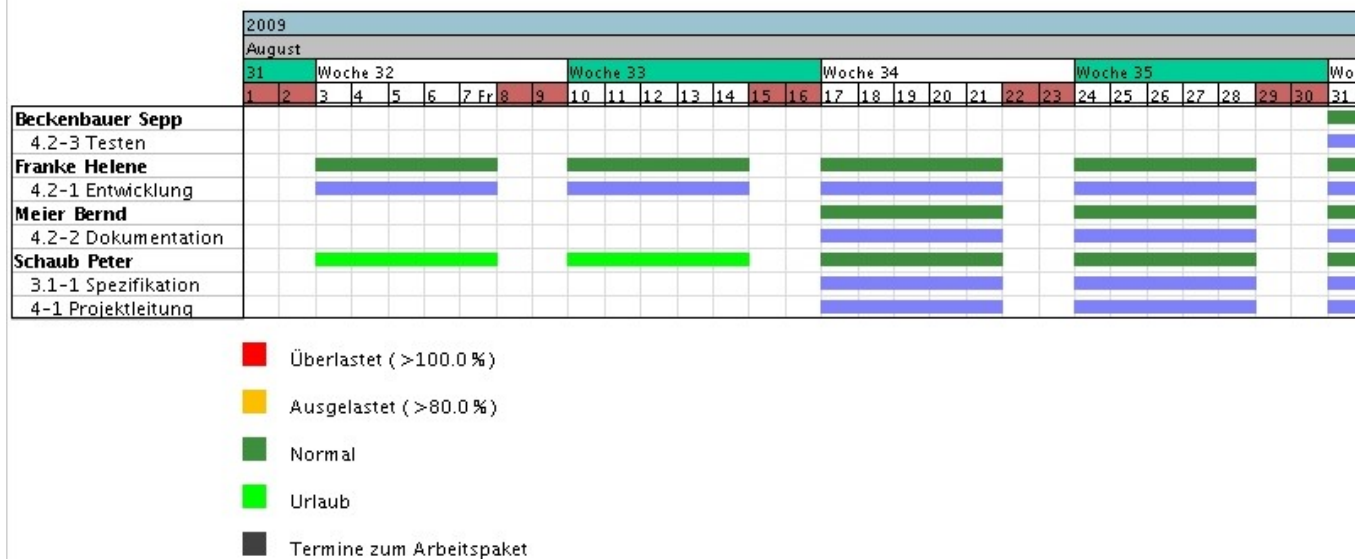 2009
August
31 Woche 32 Woche 33 Woche 34 Woche 35 Wo
1 2 3 4 5 6 7 Fr 8 9 10 11 12 13 14 15 16 17 18 19 20 21 22 23 24 25 26 27 28 29 30 31
Beckenbauer Sepp
4.2-3 Testen
Franke Helene
4.2-1 Entwicklung
Meier Bernd
4.2-2 Dokumentation
Schaub Peter
3.1-1 Spezifikation
4-1 Projektleitung
Überlastet (>100.0%)
Ausgelastet (>80.0%)
Normal
Urlaub
Termine zum Arbeitspaket